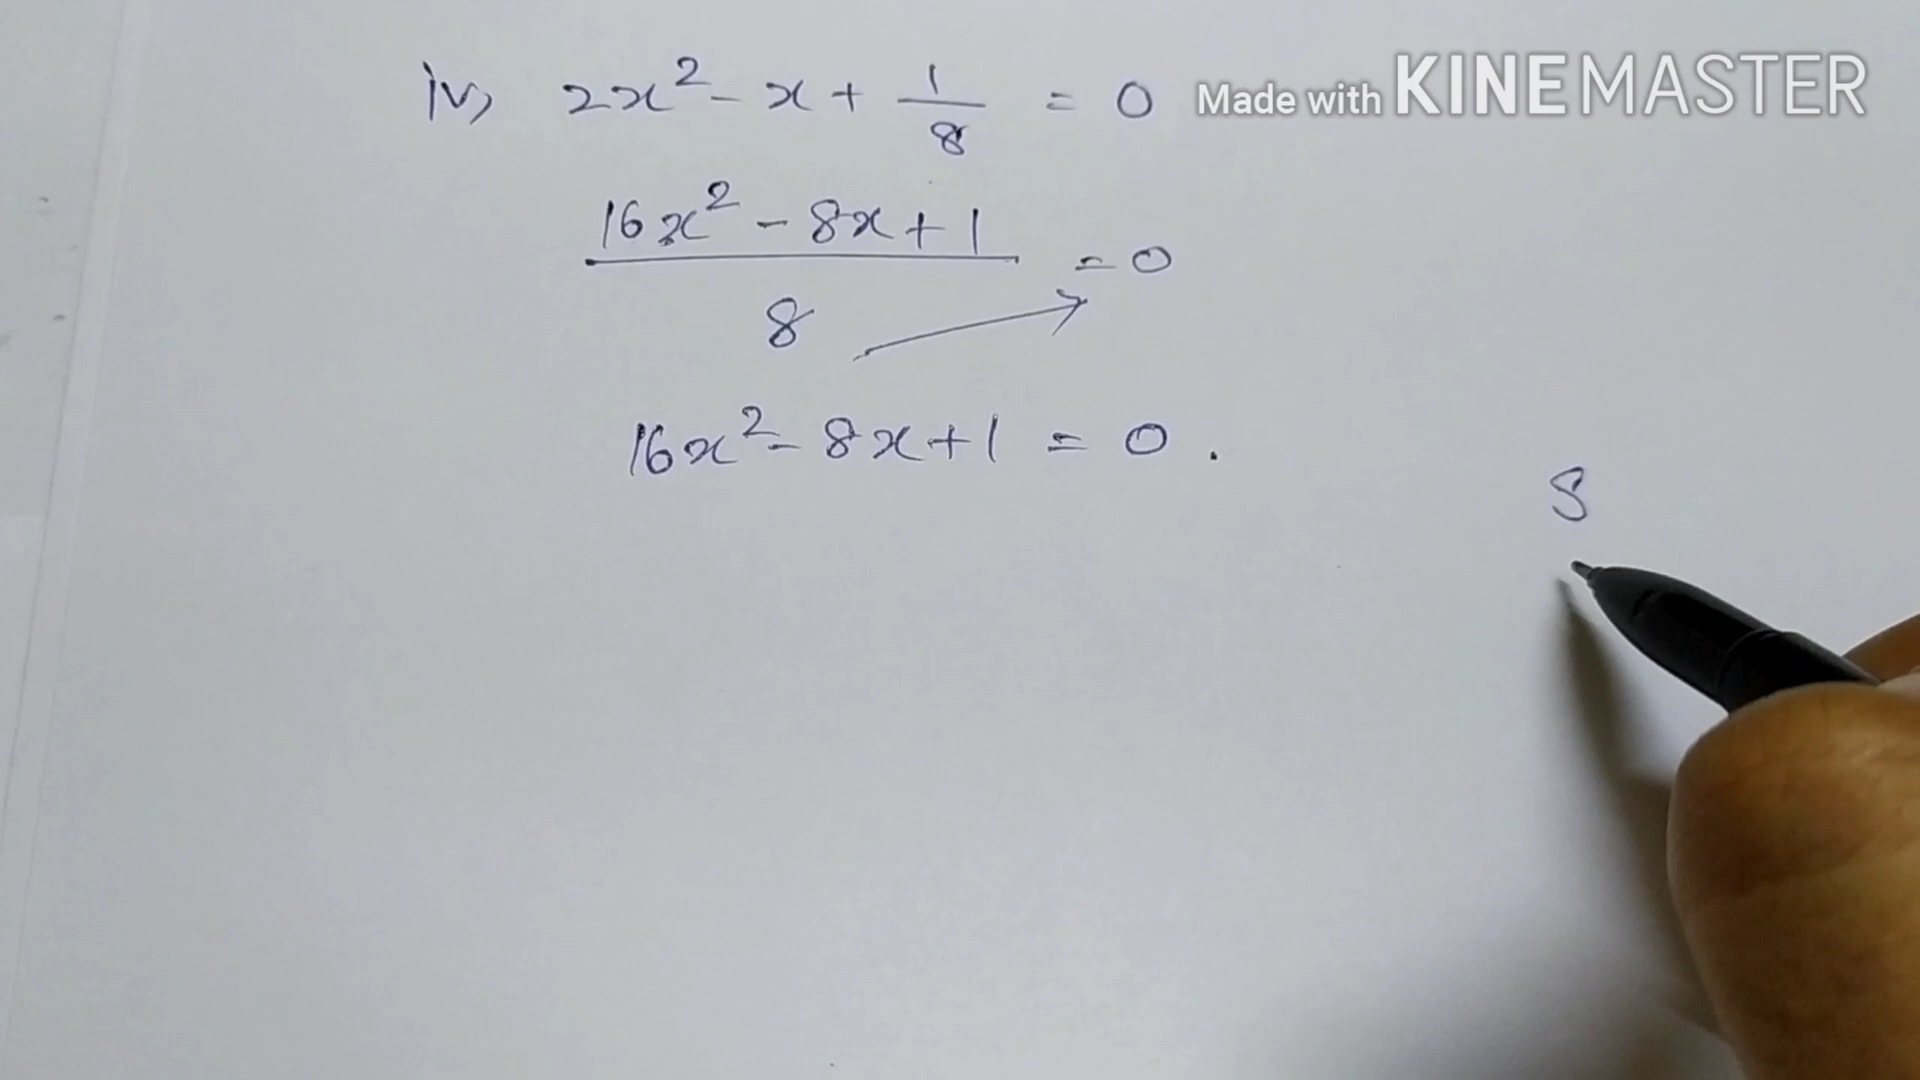 iv) 2x² - x + 1/8 = 0
Made with KINEMASTER
16x² - 8x + 1 / 8 = 0
16x² - 8x + 1 = 0 .
S